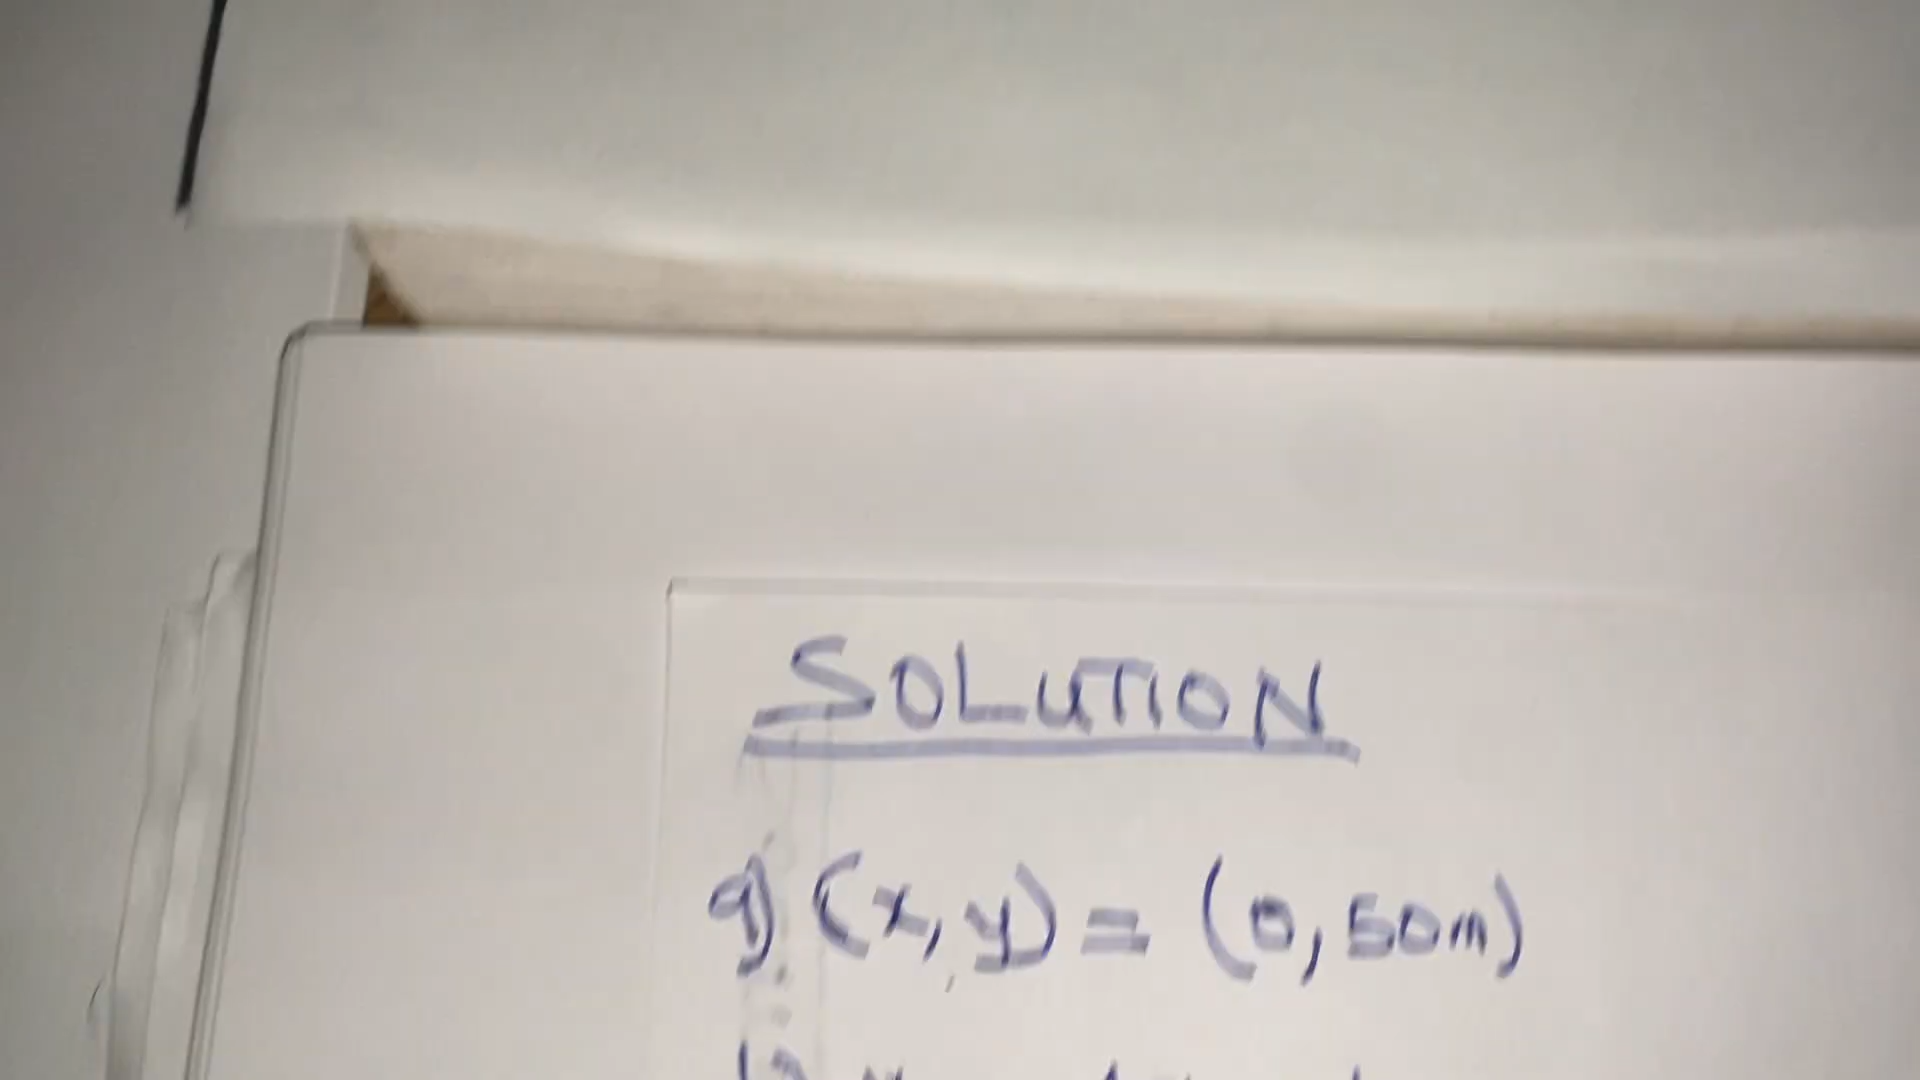 SOLUTION
a) (x, y) = (0, 50m)